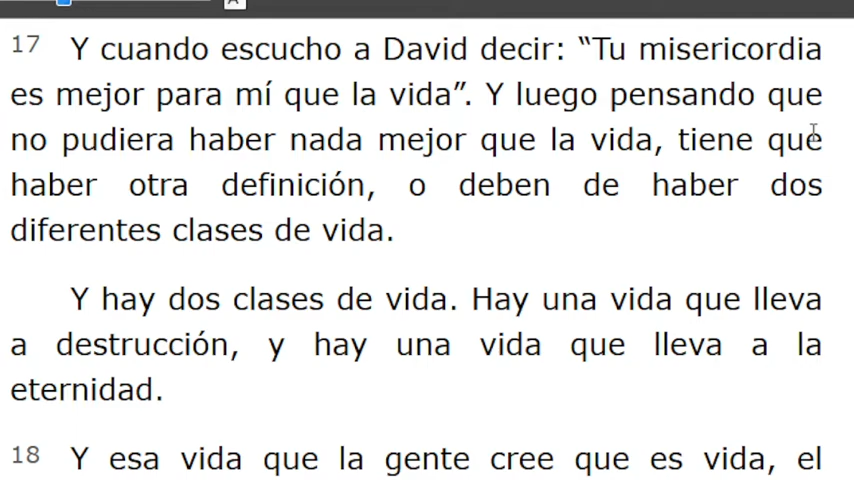 17 Y cuando escucho a David decir: “Tu misericordia
es mejor para mí que la vida”. Y luego pensando que
no pudiera haber nada mejor que la vida, tiene que
haber otra definición, o deben de haber dos
diferentes clases de vida.
Y hay dos clases de vida. Hay una vida que lleva
a destrucción, y hay una vida que lleva a la
eternidad.
18 Y esa vida que la gente cree que es vida, el